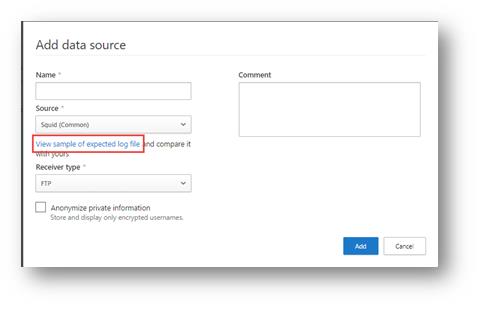 Add data source
Name *
Comment
Source *
Squid (Common)
View sample of expected log file and compare it
with yours
Receiver type *
FTP
Anonymize private information
Store and display only encrypted usernames.
Add
Cancel